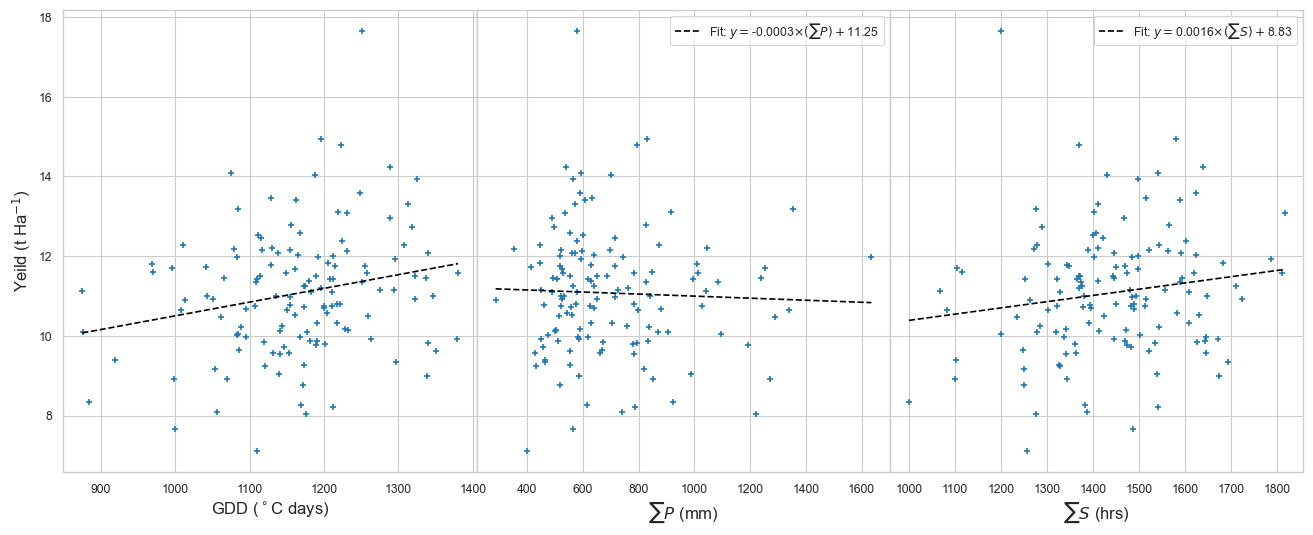 18
16
14
12
10
8
Yeild (t Ha⁻¹)
900 1000 1100 1200 1300 1400
GDD (°C days)
Fit: y = -0.0003×(∑P) + 11.25
400 600 800 1000 1200 1400 1600
∑P (mm)
Fit: y = 0.0016×(∑S) + 8.83
1000 1100 1200 1300 1400 1500 1600 1700 1800
∑S (hrs)